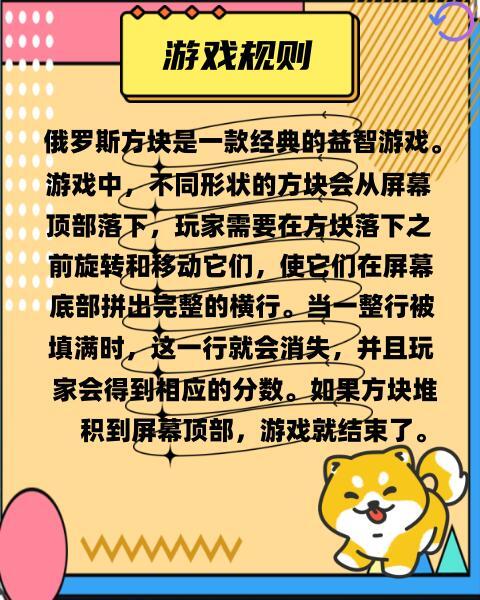 游戏规则
俄罗斯方块是一款经典的益智游戏。
游戏中，不同形状的方块会从屏幕
顶部落下，玩家需要在方块落下之
前旋转和移动它们，使它们在屏幕
底部拼出完整的横行。当一整行被
填满时，这一行就会消失，并且玩
家会得到相应的分数。如果方块堆
积到屏幕顶部，游戏就结束了。